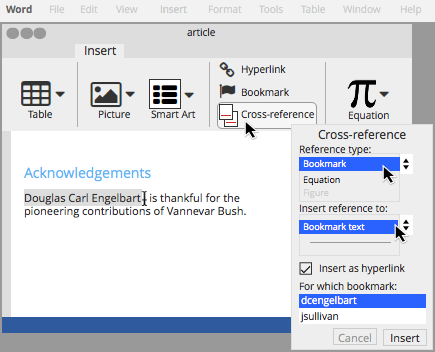 Word File Edit View Insert Format Tools Table Window Help
article
Insert
Table
Picture
Smart Art
Hyperlink
Bookmark
Cross-reference
Equation
Acknowledgements
Douglas Carl Engelbart is thankful for the
pioneering contributions of Vannevar Bush.
Cross-reference
Reference type:
Bookmark
Equation
Figure
Insert reference to:
Bookmark text
Insert as hyperlink
For which bookmark:
dcengelbart
jsullivan
Cancel Insert